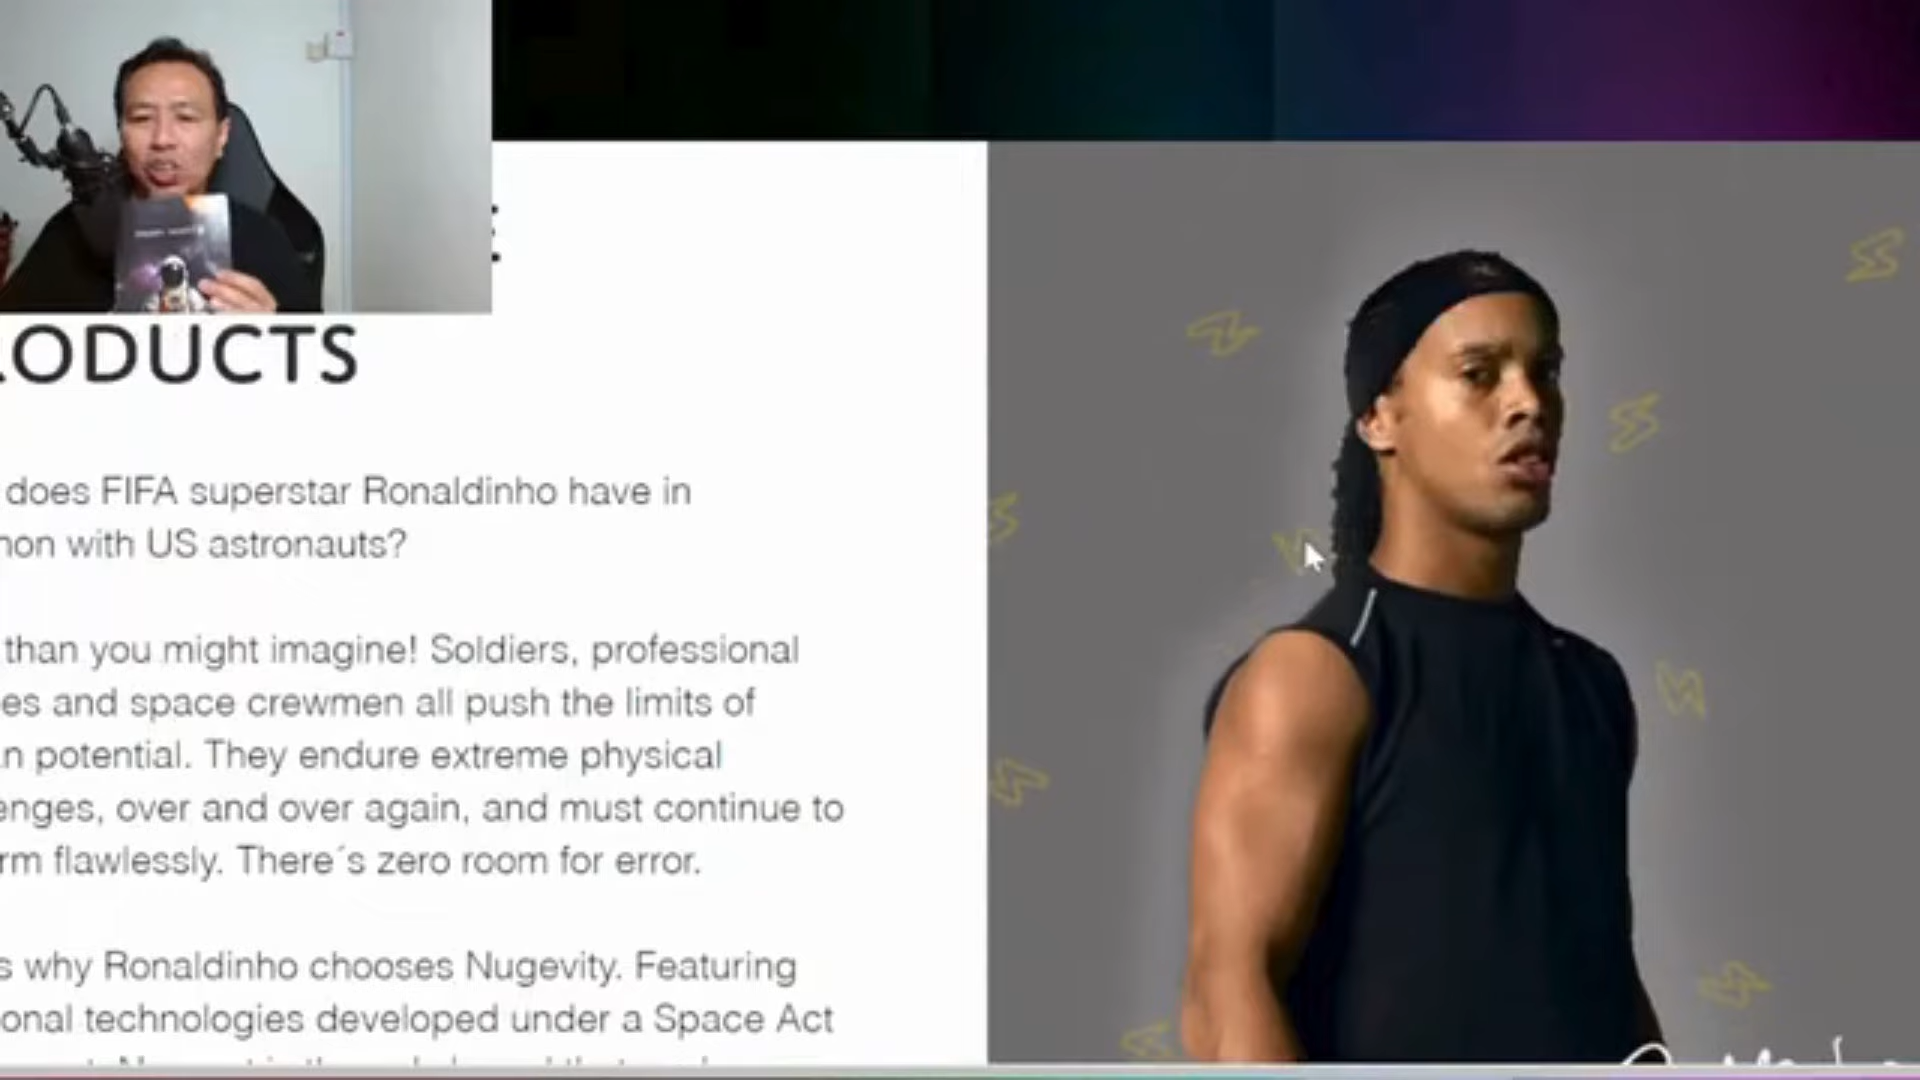 RODUCTS
does FIFA superstar Ronaldinho have in
non with US astronauts?
than you might imagine! Soldiers, professional
es and space crewmen all push the limits of
n potential. They endure extreme physical
enges, over and over again, and must continue to
rm flawlessly. There´s zero room for error.
s why Ronaldinho chooses Nugevity. Featuring
onal technologies developed under a Space Act